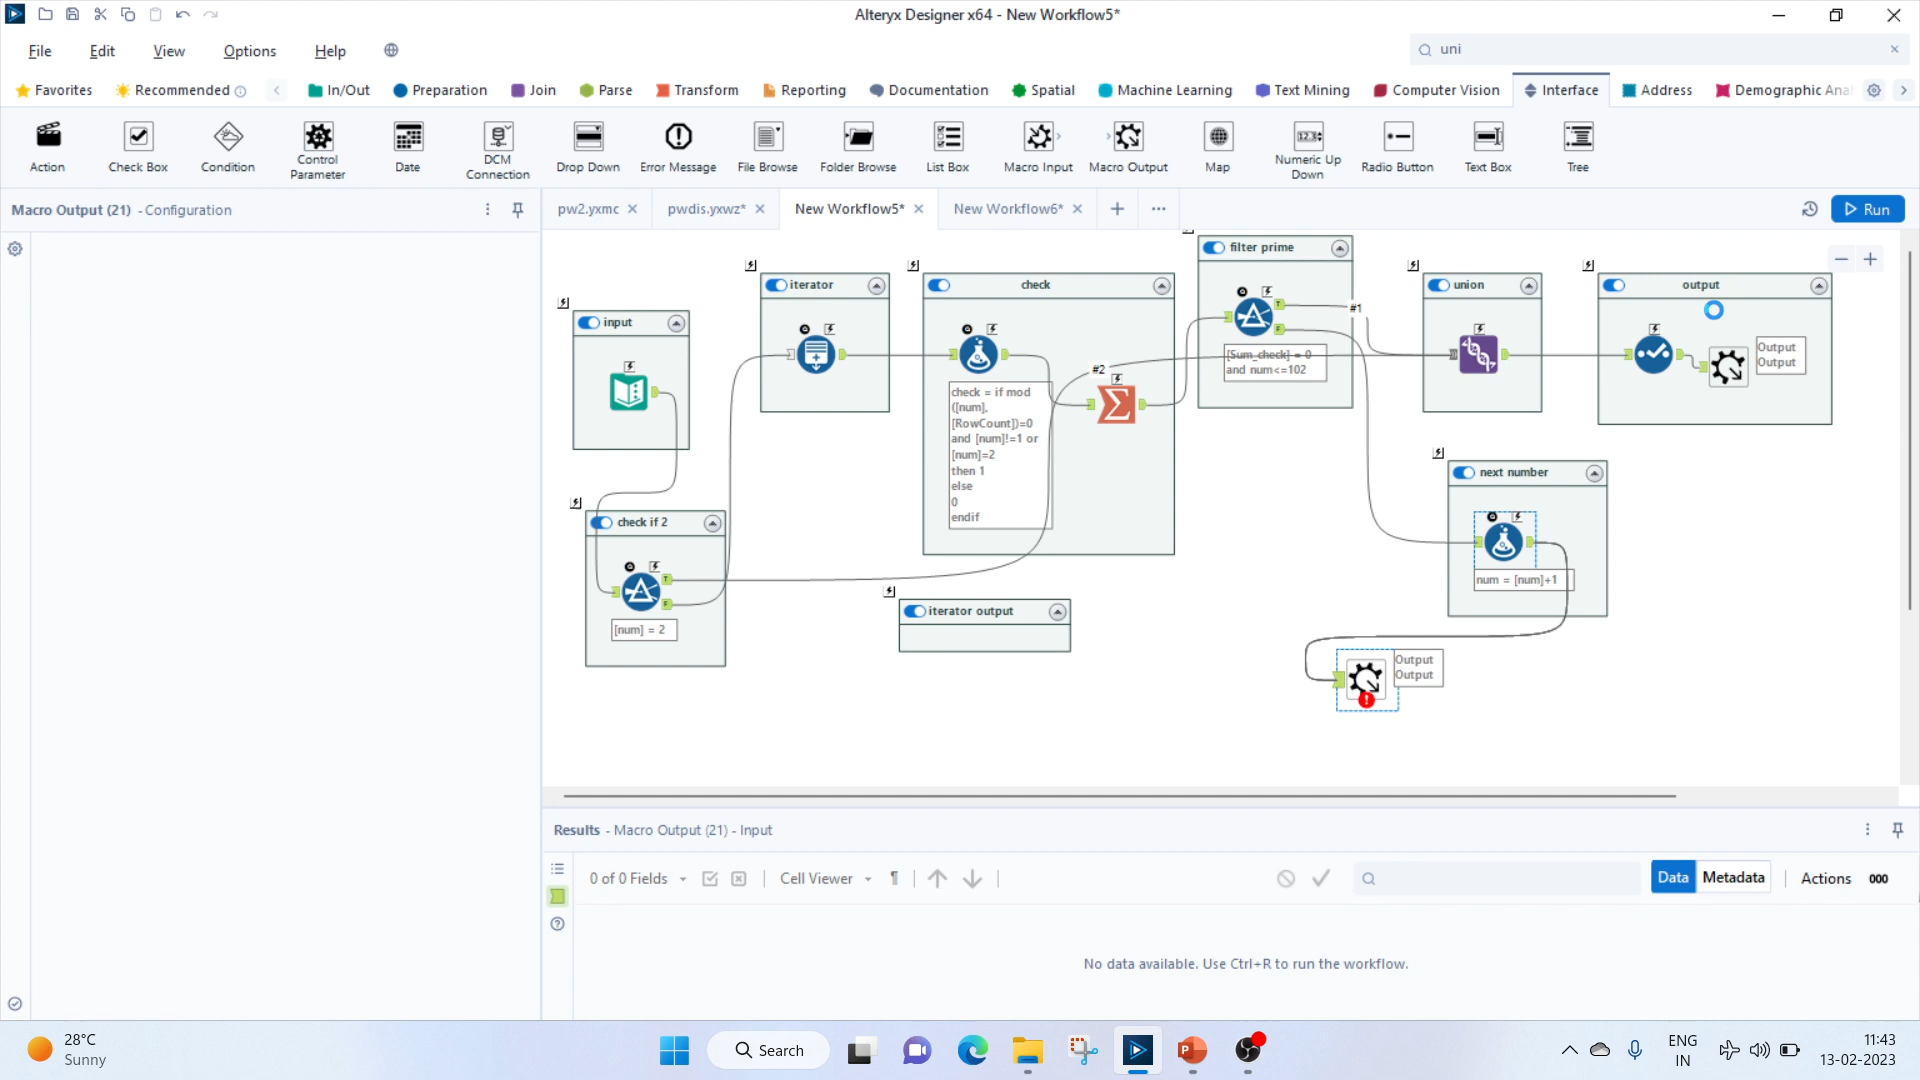 Alteryx Designer x64 - New Workflow5*
File Edit View Options Help
uni
Favorites Recommended In/Out Preparation Join Parse Transform Reporting Documentation Spatial Machine Learning Text Mining Computer Vision Interface Address Demographic Ana
Action
Check Box
Condition
Control
Parameter
Date
DCM
Connection
Drop Down
Error Message
File Browse
Folder Browse
List Box
Macro Input
Macro Output
Map
Numeric Up
Down
Radio Button
Text Box
Tree
Macro Output (21) - Configuration
pw2.yxmc
pwdis.yxwz*
New Workflow5*
New Workflow6*
Run
filter prime
[Sum_check] = 0
and num<=102
T
F
#1
iterator
check
check = if mod
([num],
[RowCount])=0
and [num]!=1 or
[num]=2
then 1
else
0
endif
#2
union
output
Output
Output
input
check if 2
T
F
[num] = 2
iterator output
next number
num = [num]+1
Output
Output
Results - Macro Output (21) - Input
0 of 0 Fields
Cell Viewer
Data
Metadata
Actions
000
No data available. Use Ctrl+R to run the workflow.
28°C
Sunny
Search
ENG
IN
11:43
13-02-2023